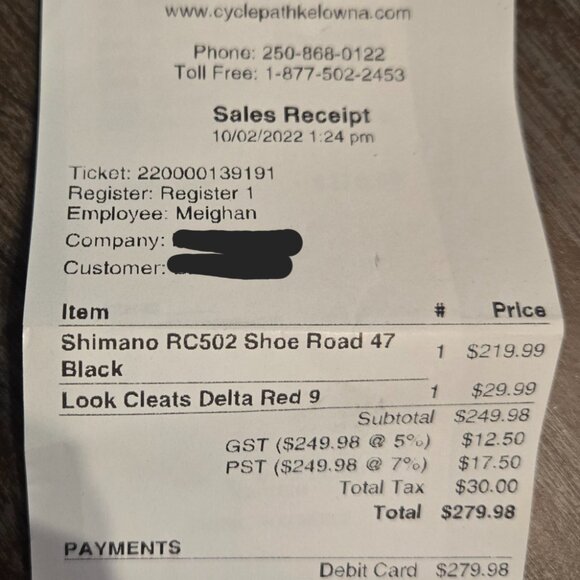 www.cyclepathkelowna.com
Phone: 250-868-0122
Toll Free: 1-877-502-2453
Sales Receipt
10/02/2022 1:24 pm
Ticket: 220000139191
Register: Register 1
Employee: Meighan
Company:
Customer:
Item # Price
Shimano RC502 Shoe Road 47
Black 1 $219.99
Look Cleats Delta Red 9 1 $29.99
Subtotal $249.98
GST ($249.98 @ 5%) $12.50
PST ($249.98 @ 7%) $17.50
Total Tax $30.00
Total $279.98
PAYMENTS
Debit Card $279.98